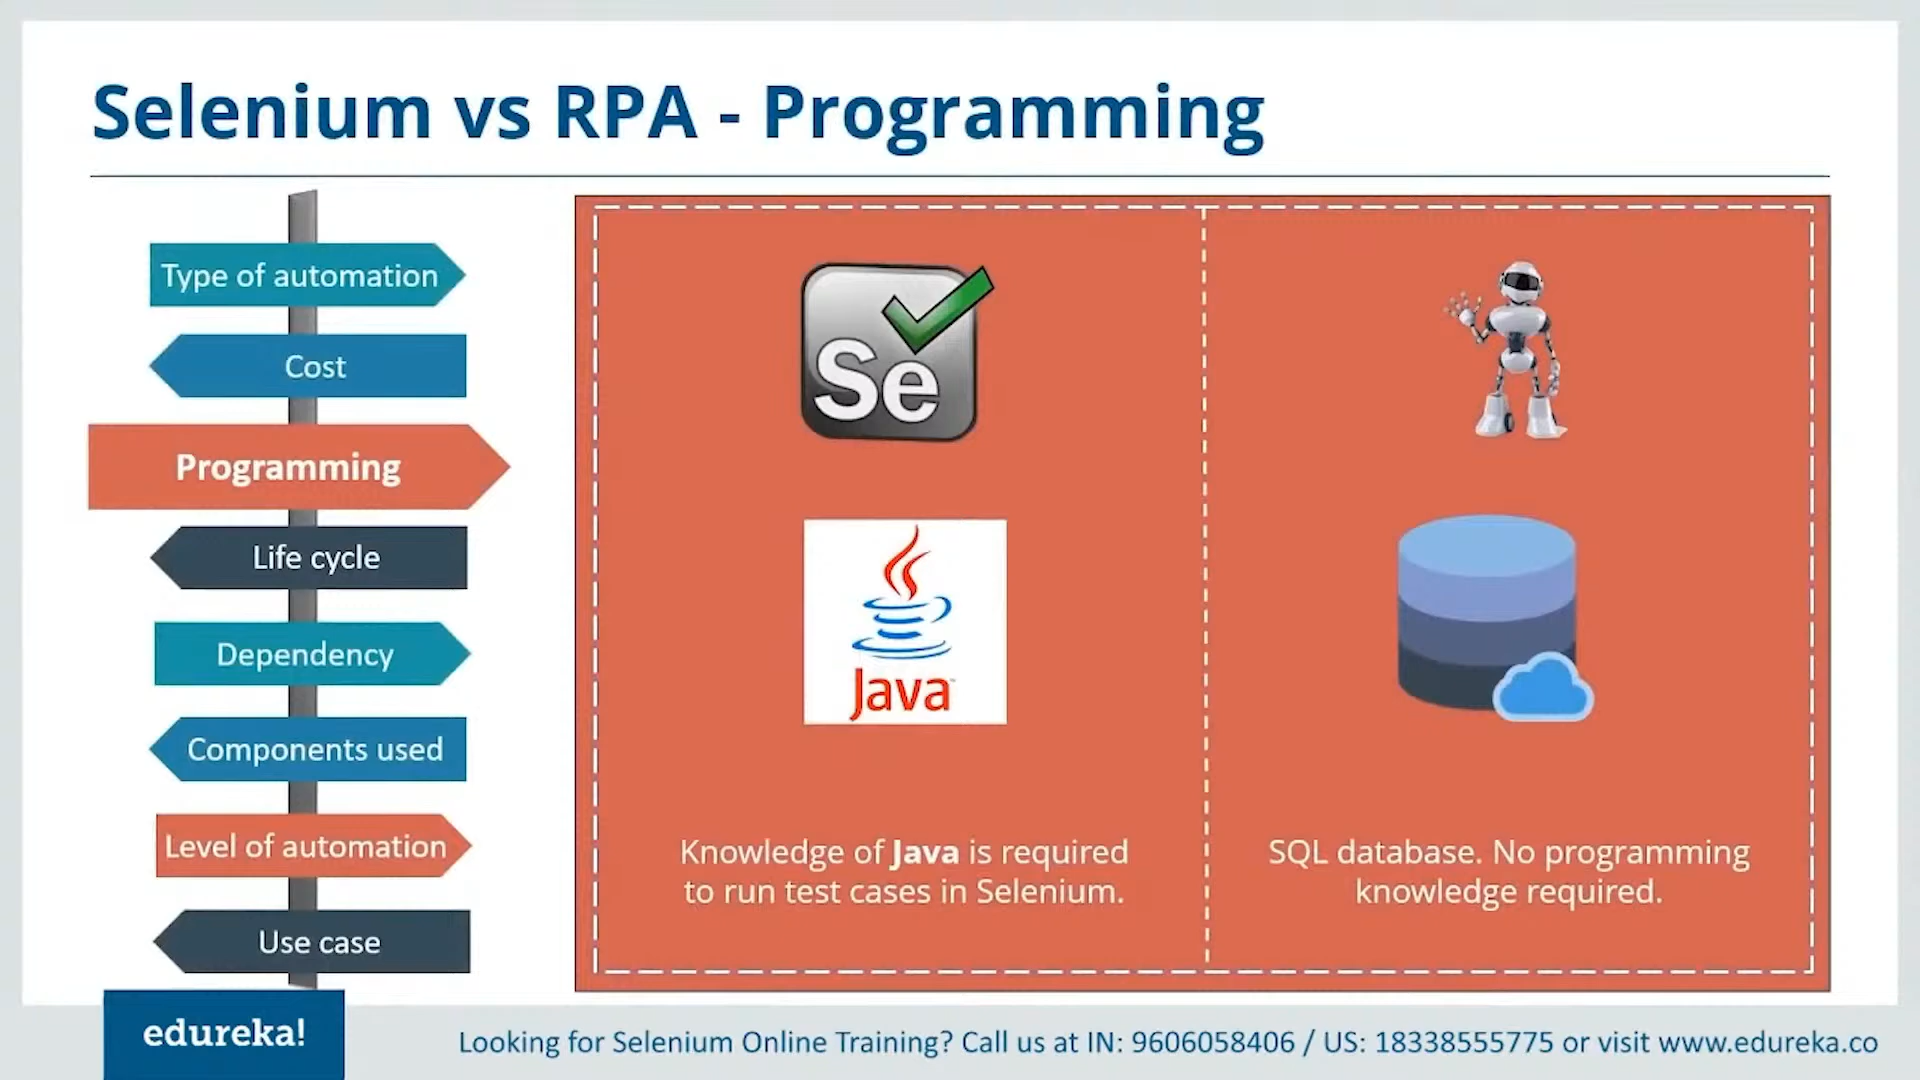 Selenium vs RPA - Programming
Type of automation
Cost
Programming
Life cycle
Dependency
Components used
Level of automation
Use case
Se
Java
Knowledge of Java is required
to run test cases in Selenium.
SQL database. No programming
knowledge required.
edureka!
Looking for Selenium Online Training? Call us at IN: 9606058406 / US: 18338555775 or visit www.edureka.co